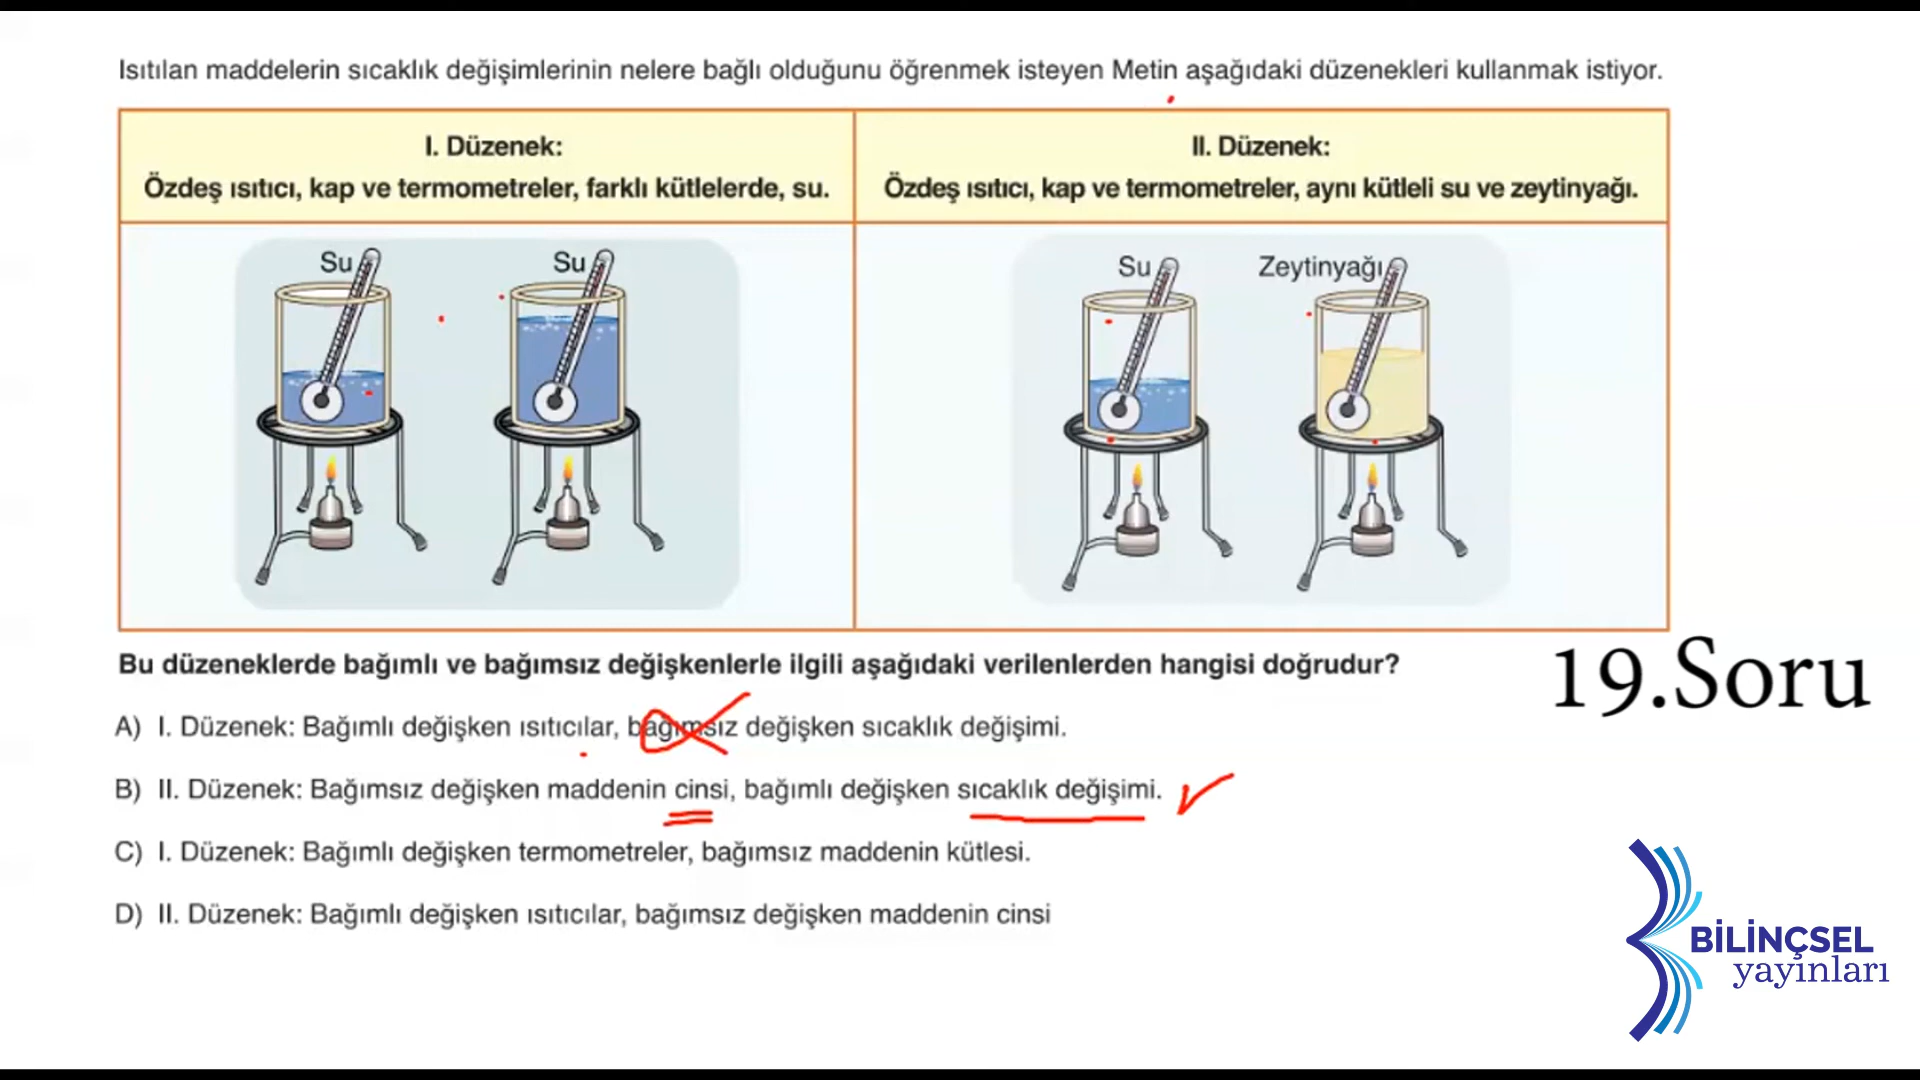 Isıtılan maddelerin sıcaklık değişimlerinin nelere bağlı olduğunu öğrenmek isteyen Metin aşağıdaki düzenekleri kullanmak istiyor.
I. Düzenek:
Özdeş ısıtıcı, kap ve termometreler, farklı kütlelerde, su.
II. Düzenek:
Özdeş ısıtıcı, kap ve termometreler, aynı kütleli su ve zeytinyağı.
Su
Su
Su
Zeytinyağı
Bu düzeneklerde bağımlı ve bağımsız değişkenlerle ilgili aşağıdaki verilenlerden hangisi doğrudur?
19.Soru
A) I. Düzenek: Bağımlı değişken ısıtıcılar, bağımsız değişken sıcaklık değişimi.
B) II. Düzenek: Bağımsız değişken maddenin cinsi, bağımlı değişken sıcaklık değişimi.
C) I. Düzenek: Bağımlı değişken termometreler, bağımsız maddenin kütlesi.
D) II. Düzenek: Bağımlı değişken ısıtıcılar, bağımsız değişken maddenin cinsi
BİLİNÇSEL
yayınları